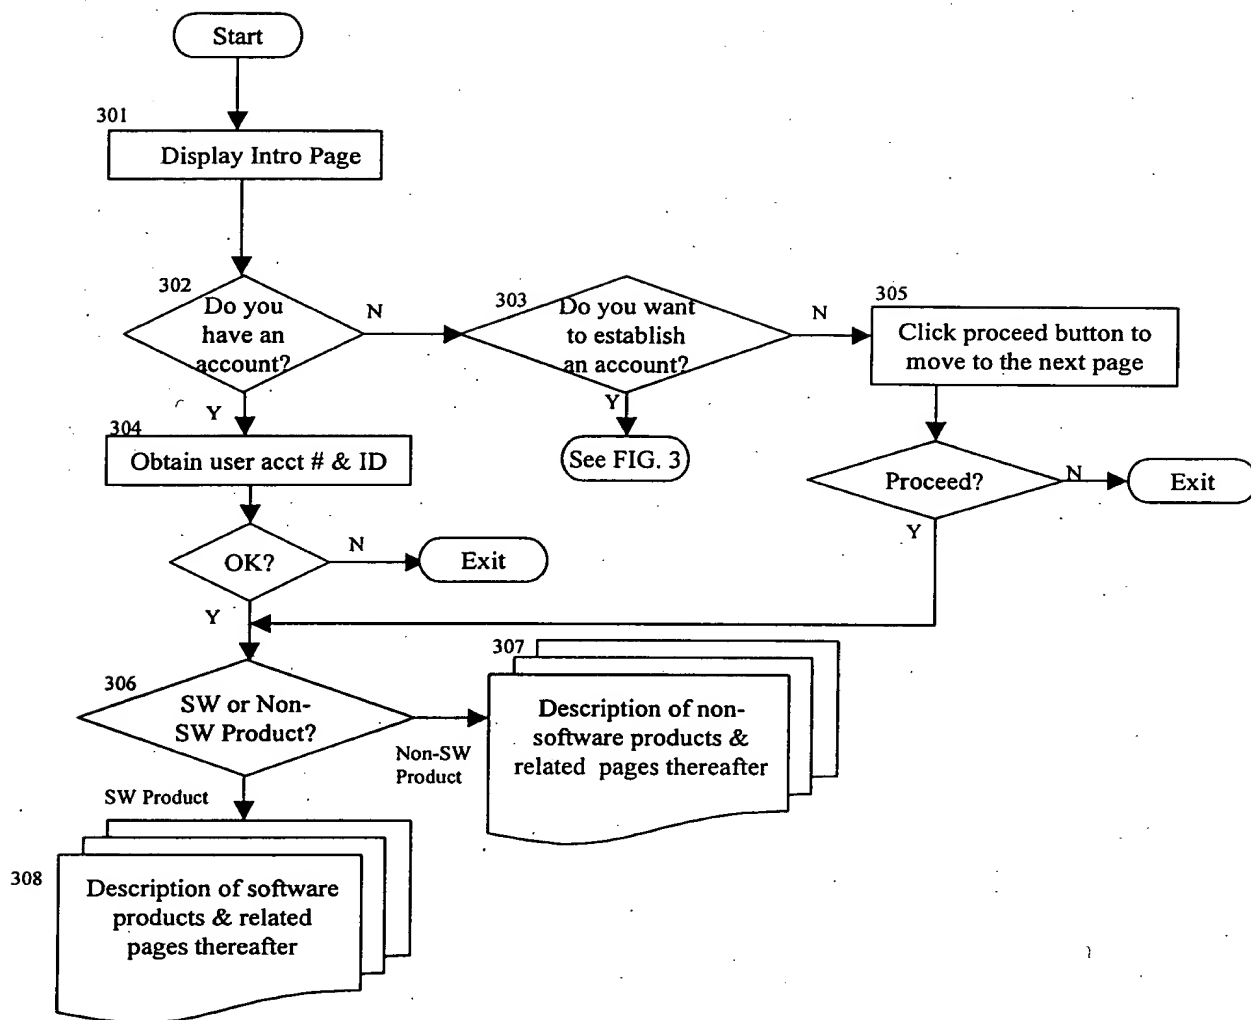 Start
301
Display Intro Page
302
Do you
have an
account?
N
Y
303
Do you want
to establish
an account?
N
Y
305
Click proceed button to
move to the next page
304
Obtain user acct # & ID
See FIG. 3
Proceed?
N
Exit
Y
OK?
N
Exit
Y
306
SW or Non-
SW Product?
Non-SW
Product
SW Product
307
Description of non-
software products &
related pages thereafter
308
Description of software
products & related
pages thereafter